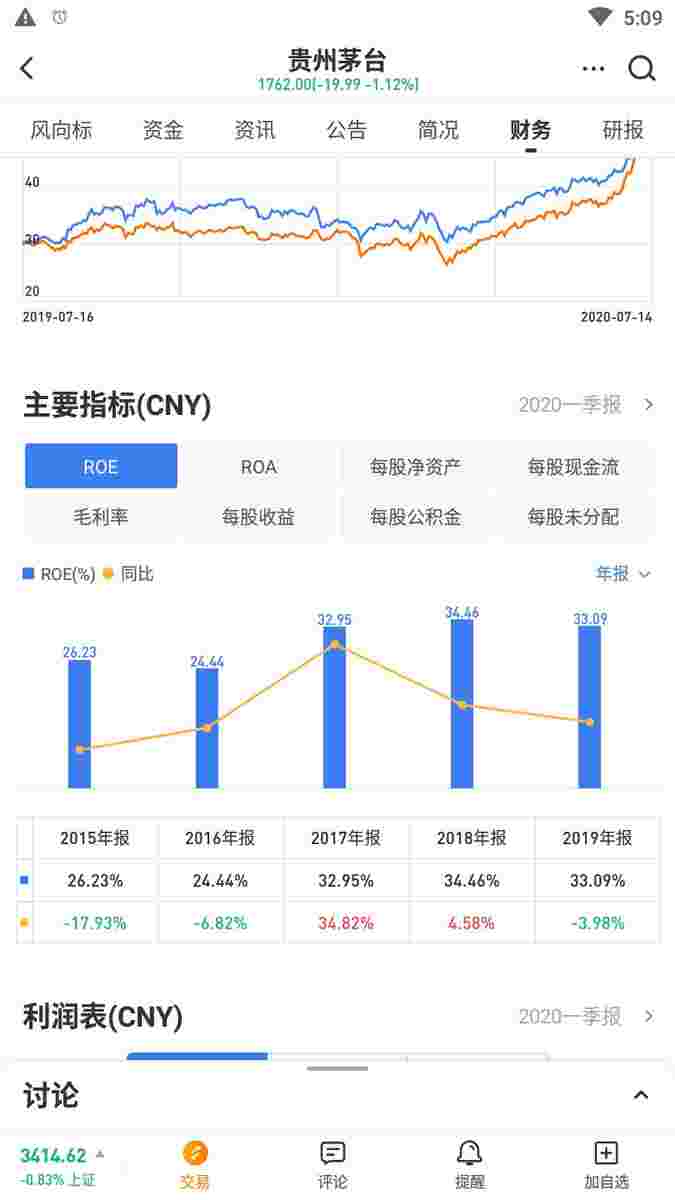 5:09
贵州茅台
1762.00(-19.99 -1.12%)
风向标 资金 资讯 公告 简况 财务 研报
40
30
20
2019-07-16 2020-07-14
主要指标(CNY) 2020一季报
ROE ROA 每股净资产 每股现金流
毛利率 每股收益 每股公积金 每股未分配
ROE(%) 同比 年报
26.23 24.44 32.95 34.46 33.09
2015年报 2016年报 2017年报 2018年报 2019年报
26.23% 24.44% 32.95% 34.46% 33.09%
-17.93% -6.82% 34.82% 4.58% -3.98%
利润表(CNY) 2020一季报
讨论
3414.62
-0.83% 上证
交易 评论 提醒 加自选